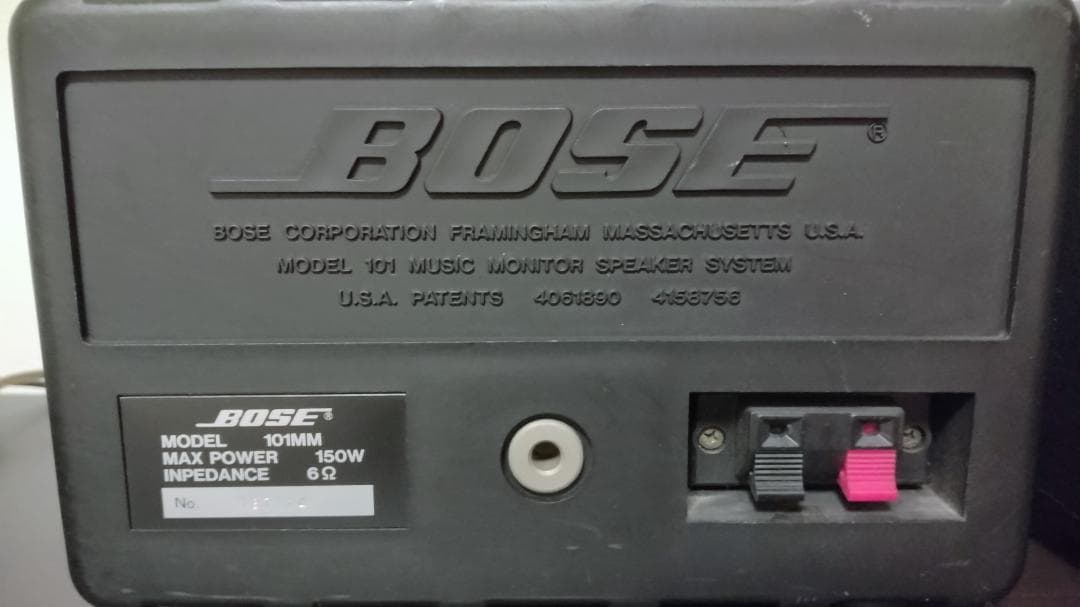 BOSE®
BOSE CORPORATION FRAMINGHAM MASSACHUSETTS U.S.A.
MODEL 101 MUSIC MONITOR SPEAKER SYSTEM
U.S.A. PATENTS 4061890 4156756
BOSE®
MODEL 101MM
MAX POWER 150W
INPEDANCE 6Ω
No.